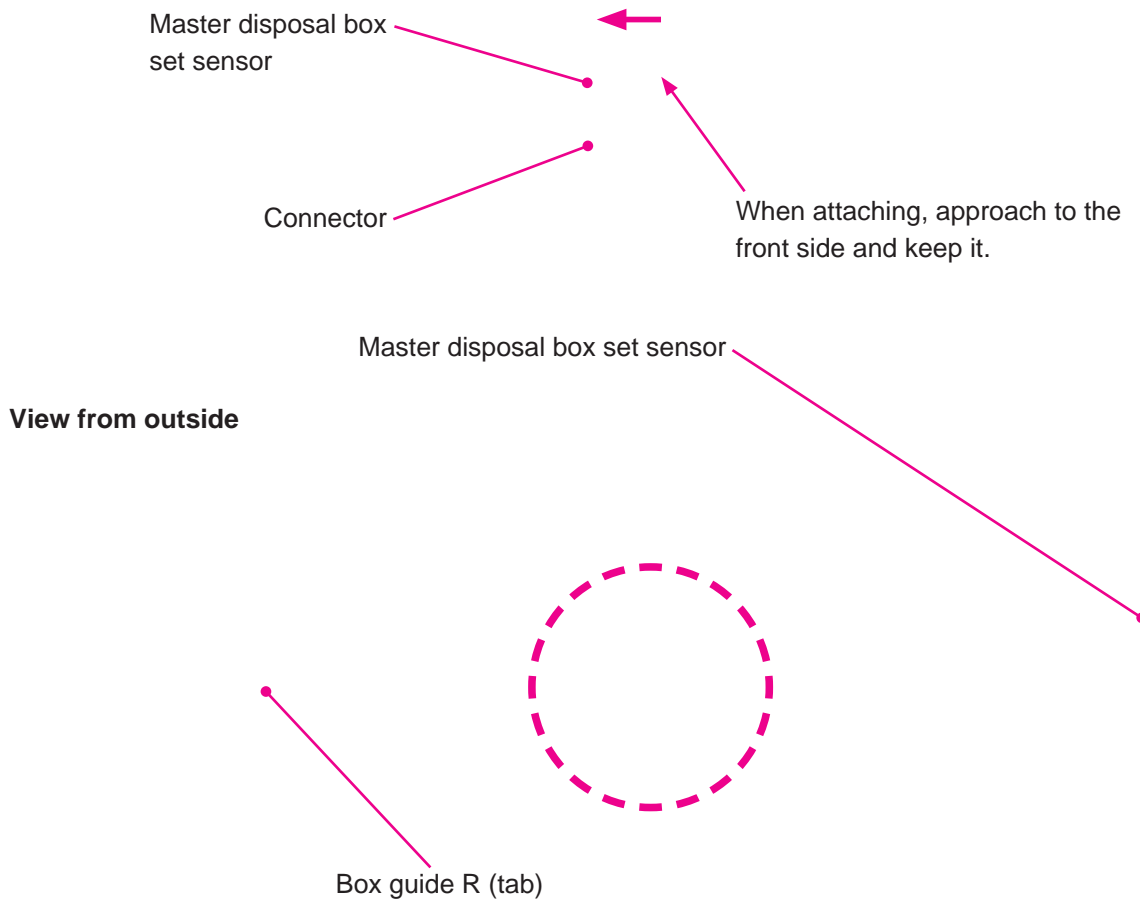 Master disposal box
set sensor
Connector
When attaching, approach to the
front side and keep it.
Master disposal box set sensor
View from outside
Box guide R (tab)